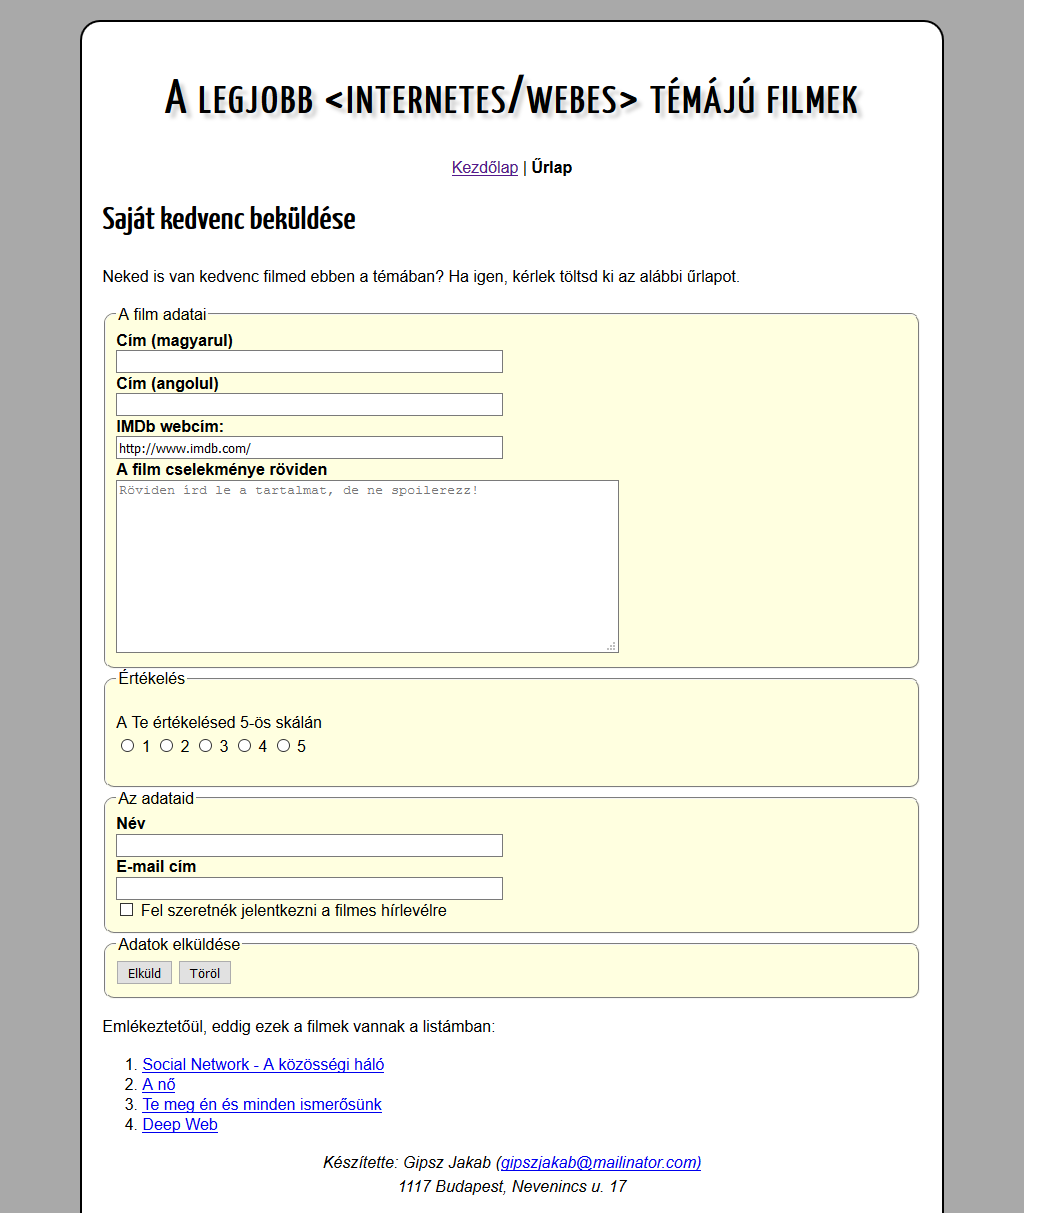 A legjobb <internetes/webes> témájú filmek
Kezdőlap | Űrlap
Saját kedvenc beküldése
Neked is van kedvenc filmed ebben a témában? Ha igen, kérlek töltsd ki az alábbi űrlapot.
A film adatai
Cím (magyarul)
Cím (angolul)
IMDb webcím:
http://www.imdb.com/
A film cselekménye röviden
Röviden írd le a tartalmat, de ne spoilerezz!
Értékelés
A Te értékelésed 5-ös skálán
1 2 3 4 5
Az adataid
Név
E-mail cím
Fel szeretnék jelentkezni a filmes hírlevélre
Adatok elküldése
Elküld Töröl
Emlékeztetőül, eddig ezek a filmek vannak a listámban:
1. Social Network - A közösségi háló
2. A nő
3. Te meg én és minden ismerősünk
4. Deep Web
Készítette: Gipsz Jakab (gipszjakab@mailinator.com)
1117 Budapest, Nevenincs u. 17